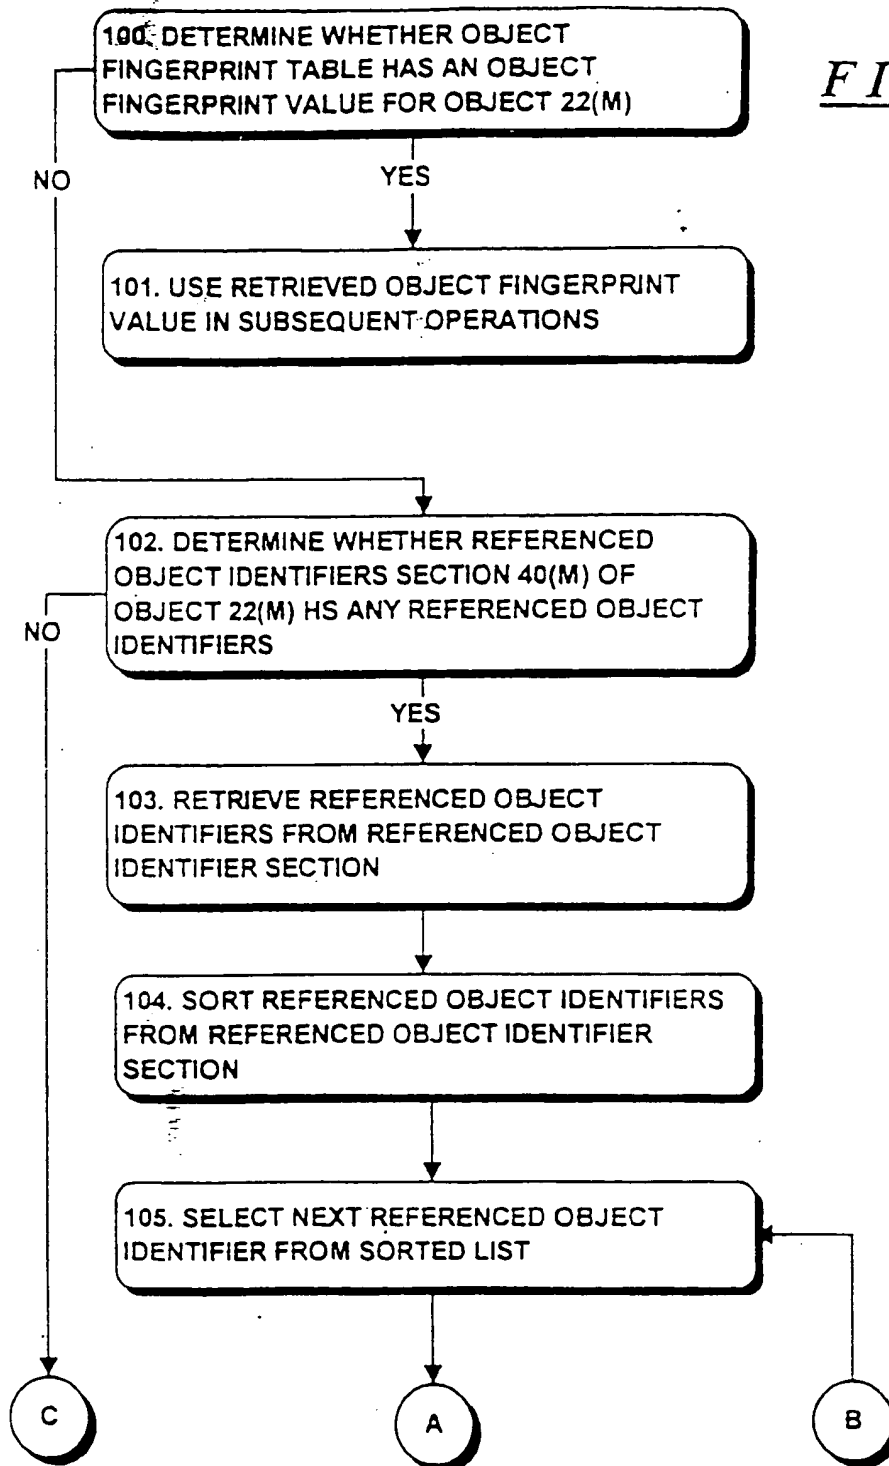 100. DETERMINE WHETHER OBJECT
FINGERPRINT TABLE HAS AN OBJECT
FINGERPRINT VALUE FOR OBJECT 22(M)
F I
NO
YES
101. USE RETRIEVED OBJECT FINGERPRINT
VALUE IN SUBSEQUENT OPERATIONS
102. DETERMINE WHETHER REFERENCED
OBJECT IDENTIFIERS SECTION 40(M) OF
OBJECT 22(M) HS ANY REFERENCED OBJECT
IDENTIFIERS
NO
YES
103. RETRIEVE REFERENCED OBJECT
IDENTIFIERS FROM REFERENCED OBJECT
IDENTIFIER SECTION
104. SORT REFERENCED OBJECT IDENTIFIERS
FROM REFERENCED OBJECT IDENTIFIER
SECTION
105. SELECT NEXT REFERENCED OBJECT
IDENTIFIER FROM SORTED LIST
C
A
B